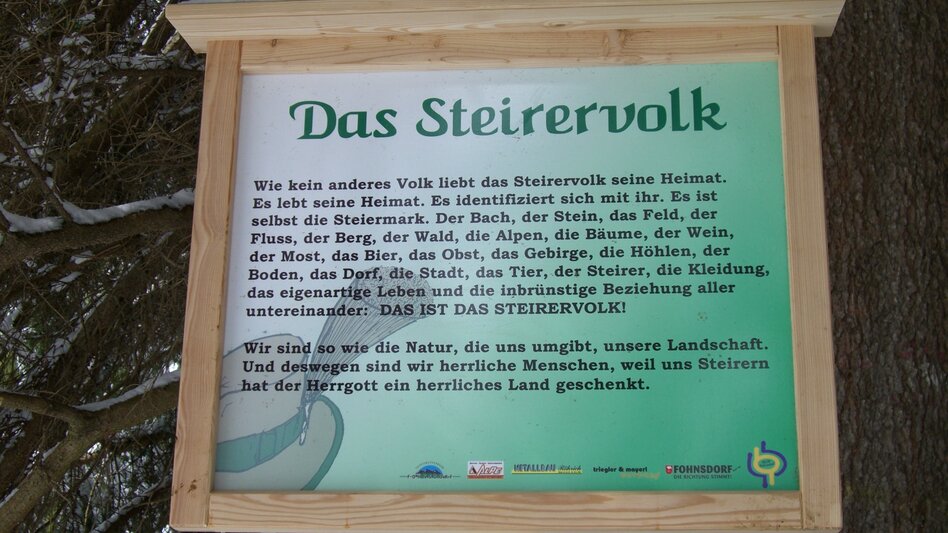 Das Steirervolk
Wie kein anderes Volk liebt das Steirervolk seine Heimat.
Es lebt seine Heimat. Es identifiziert sich mit ihr. Es ist
selbst die Steiermark. Der Bach, der Stein, das Feld, der
Fluss, der Berg, der Wald, die Alpen, die Bäume, der Wein,
der Most, das Bier, das Obst, das Gebirge, die Höhlen, der
Boden, das Dorf, die Stadt, das Tier, der Steirer, die Kleidung,
das eigenartige Leben und die inbrünstige Beziehung aller
untereinander: DAS IST DAS STEIRERVOLK!
Wir sind so wie die Natur, die uns umgibt, unsere Landschaft.
Und deswegen sind wir herrliche Menschen, weil uns Steirern
hat der Herrgott ein herrliches Land geschenkt.
METALLBAU
triegler & mayerl
FOHNSDORF
DIE RICHTUNG STIMMT!